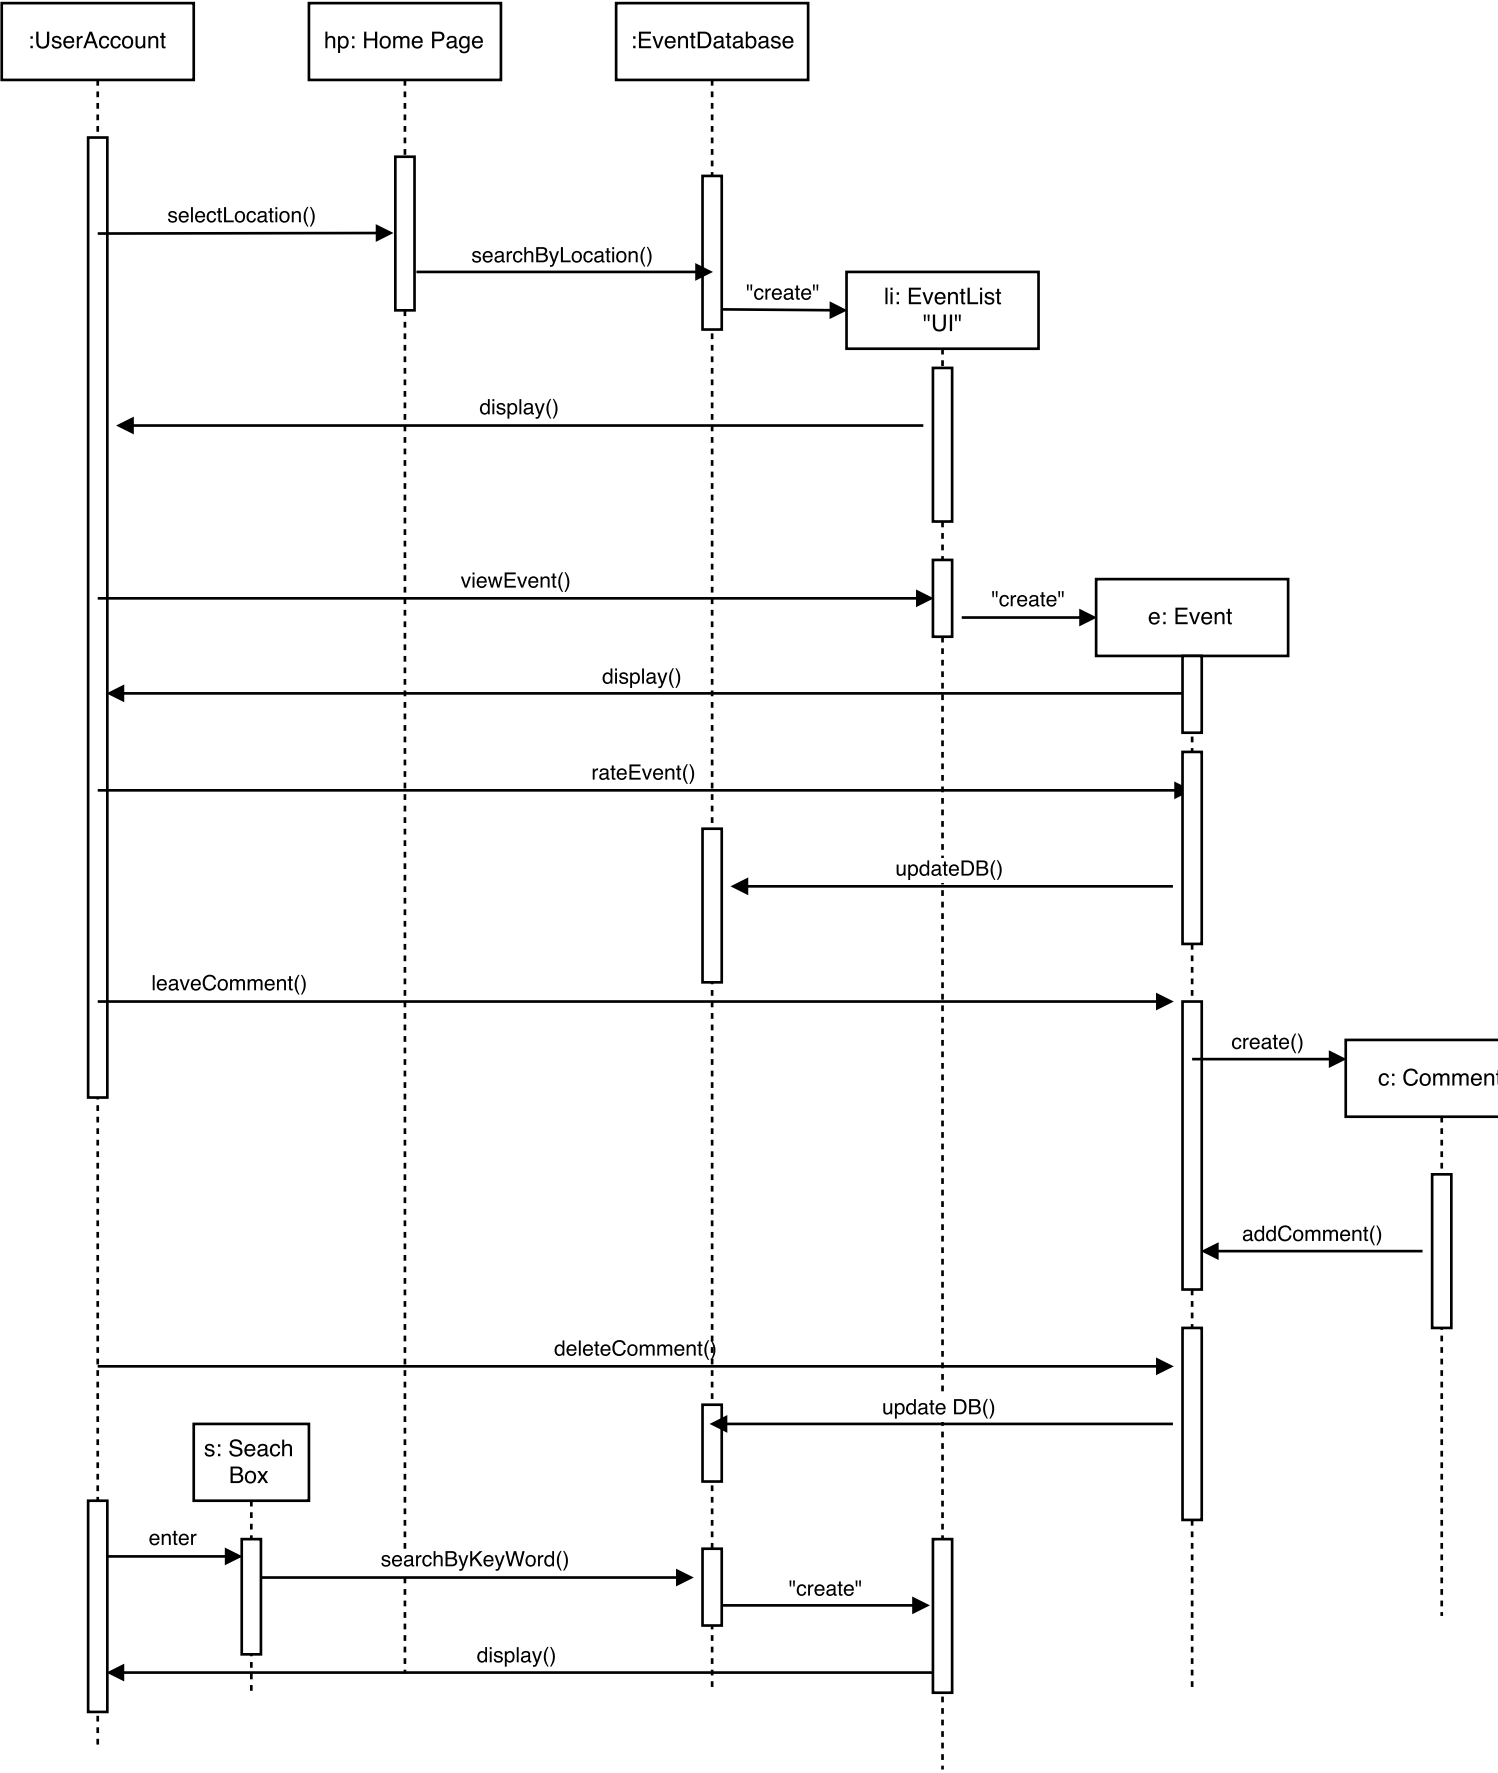 :UserAccount
hp: Home Page
:EventDatabase
selectLocation()
searchByLocation()
"create"
li: EventList
"UI"
display()
viewEvent()
"create"
e: Event
display()
rateEvent()
updateDB()
leaveComment()
create()
c: Comment
addComment()
deleteComment()
update DB()
s: Seach
Box
enter
searchByKeyWord()
"create"
display()